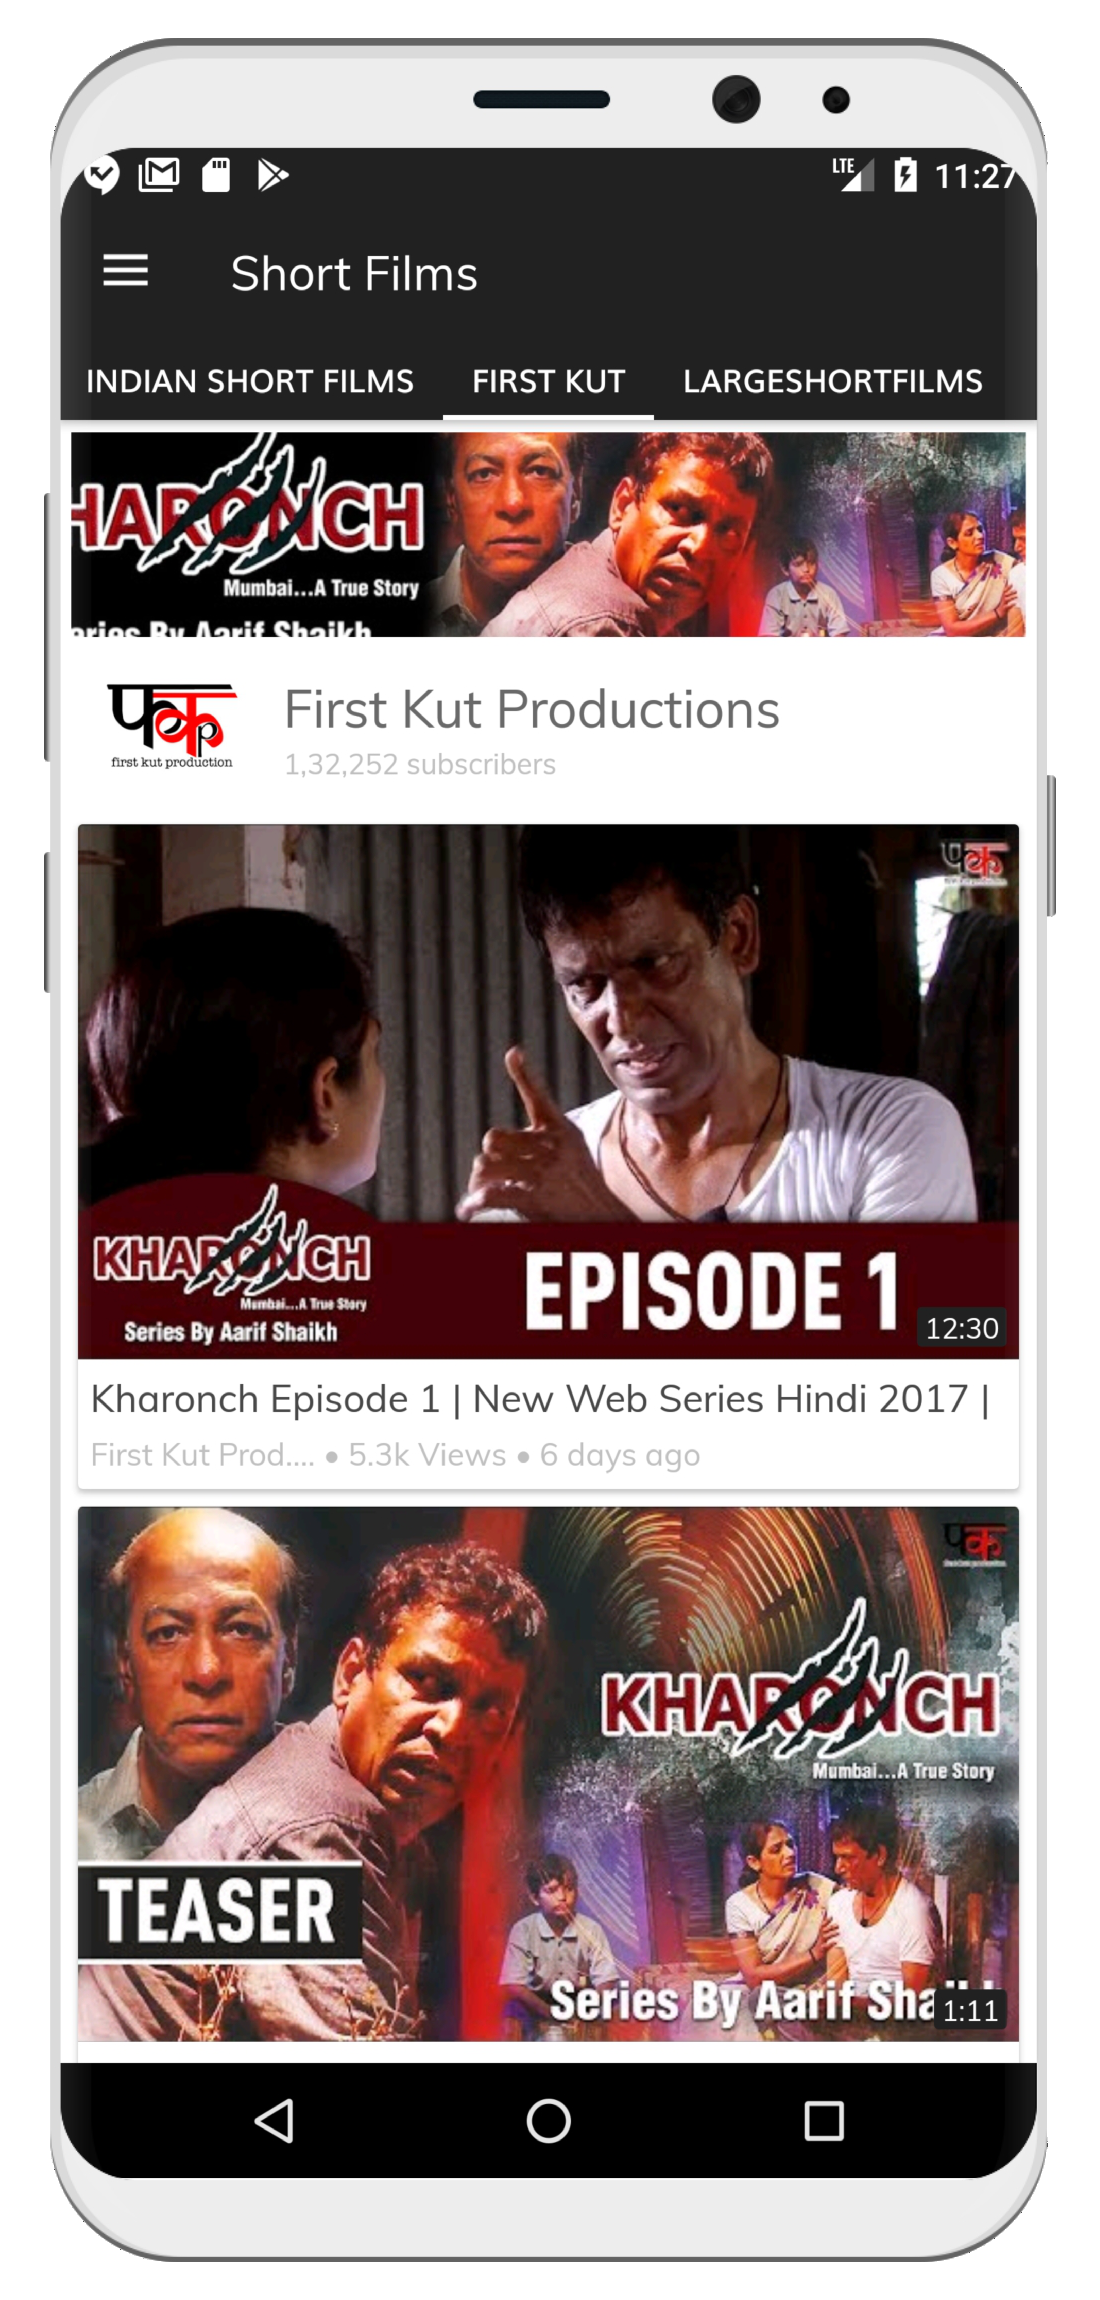 LTE 11:27
Short Films
INDIAN SHORT FILMS FIRST KUT LARGESHORTFILMS
HARONCH
Mumbai...A True Story
eries By Aarif Shaikh
फकp
first kut production
First Kut Productions
1,32,252 subscribers
फक
KHARONCH
Mumbai...A True Story
Series By Aarif Shaikh
EPISODE 1
12:30
Kharonch Episode 1 | New Web Series Hindi 2017 |
First Kut Prod.... • 5.3k Views • 6 days ago
फक
KHARONCH
Mumbai...A True Story
TEASER
Series By Aarif Sha
1:11